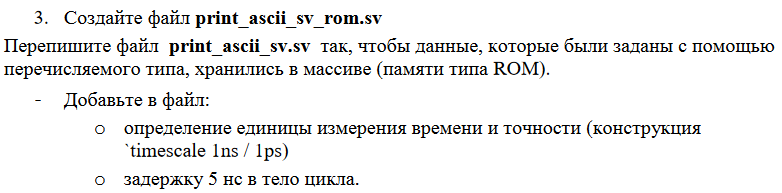 3. Создайте файл print_ascii_sv_rom.sv
Перепишите файл print_ascii_sv.sv так, чтобы данные, которые были заданы с помощью
перечисляемого типа, хранились в массиве (памяти типа ROM).
- Добавьте в файл:
o определение единицы измерения времени и точности (конструкция
`timescale 1ns / 1ps)
o задержку 5 нс в тело цикла.